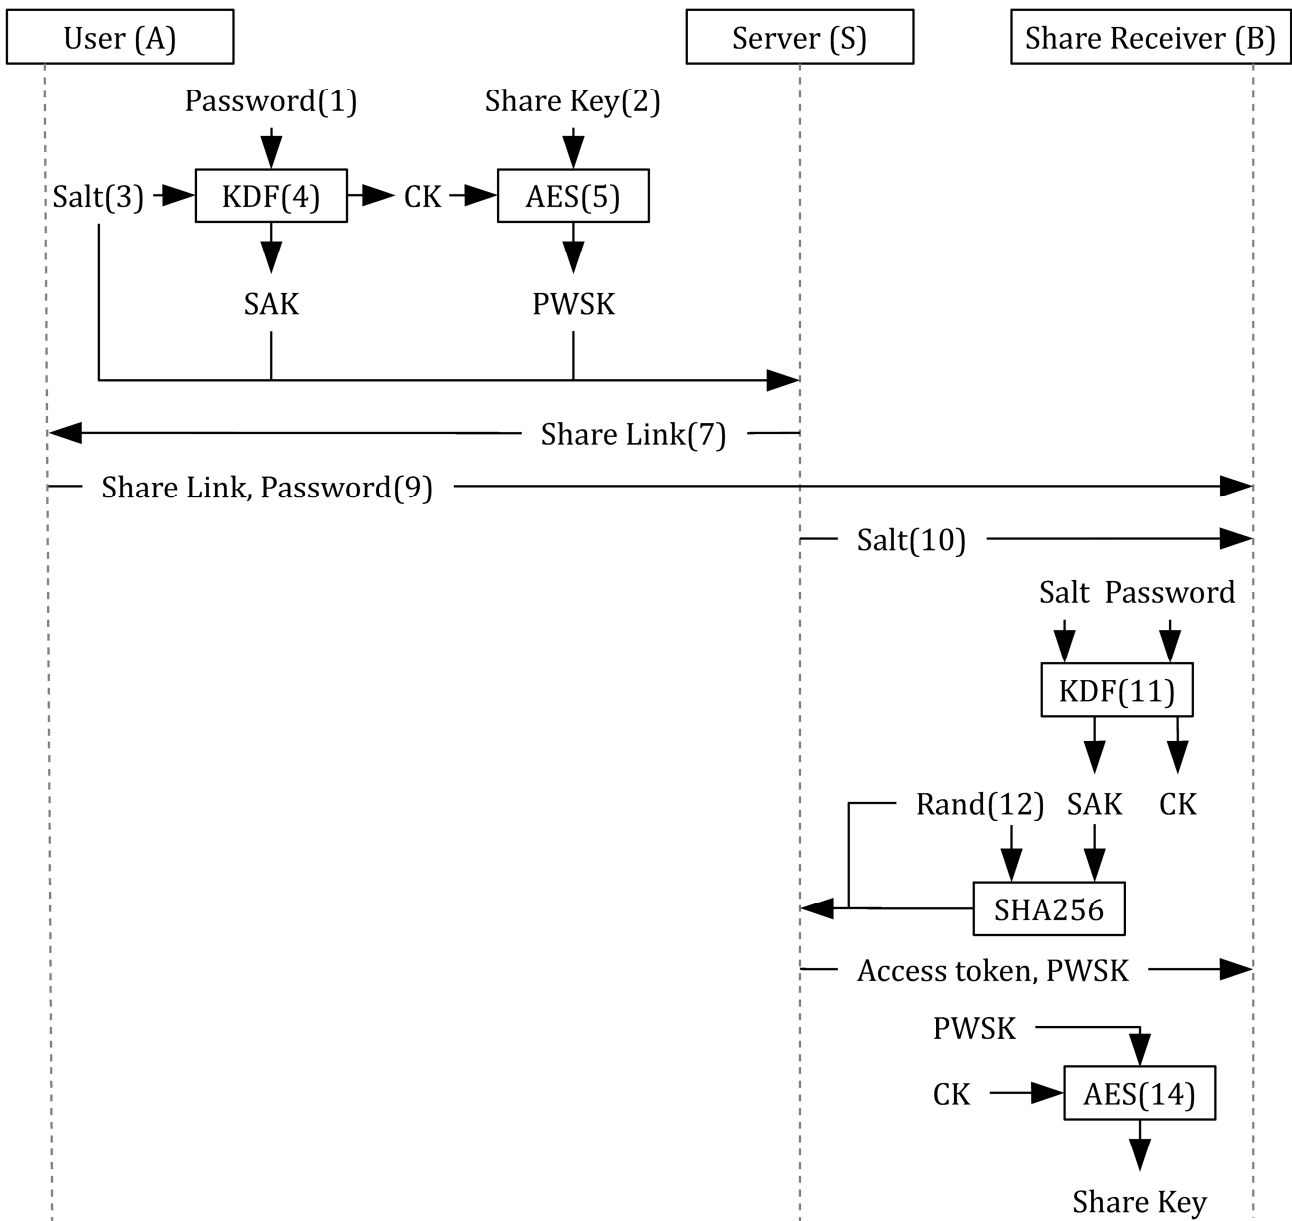 User (A) Server (S) Share Receiver (B)
Password(1) Share Key(2)
Salt(3) KDF(4) CK AES(5)
SAK PWSK
Share Link(7)
Share Link, Password(9)
Salt(10)
Salt Password
KDF(11)
Rand(12) SAK CK
SHA256
Access token, PWSK
PWSK
CK AES(14)
Share Key